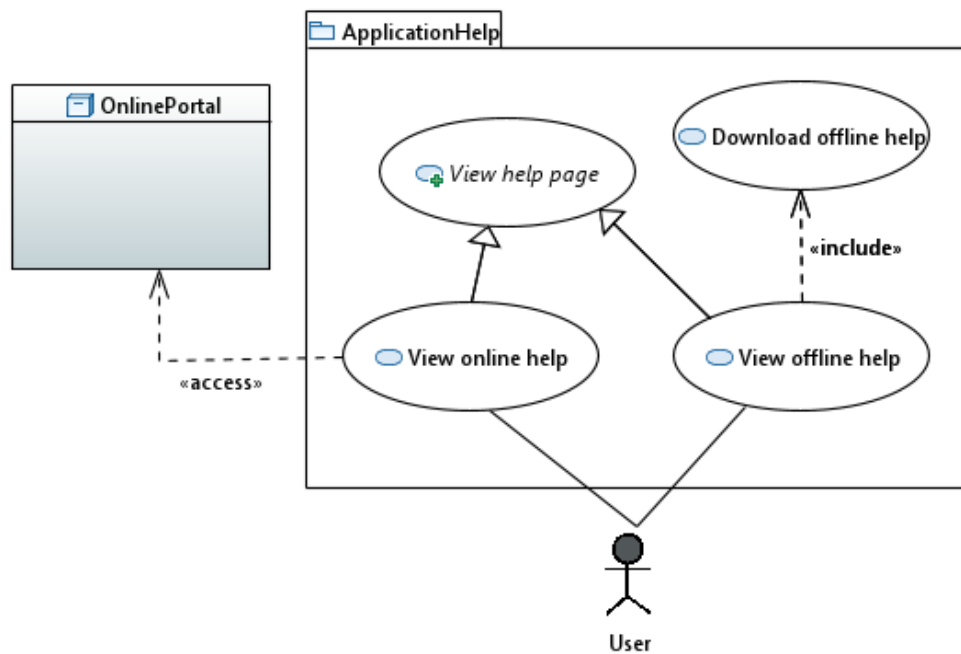 ApplicationHelp
OnlinePortal
Download offline help
View help page
«include»
View online help
View offline help
«access»
User